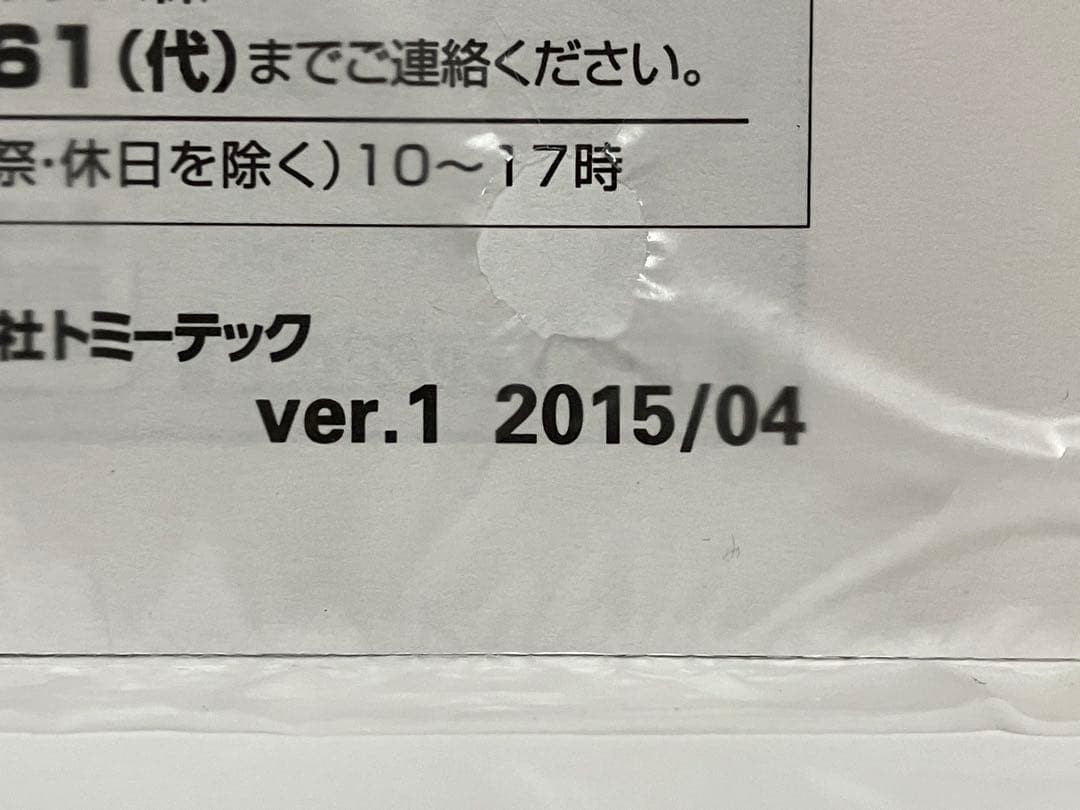 61（代）までご連絡ください。
祭・休日を除く）10〜17時
社トミーテック
ver.1 2015/04